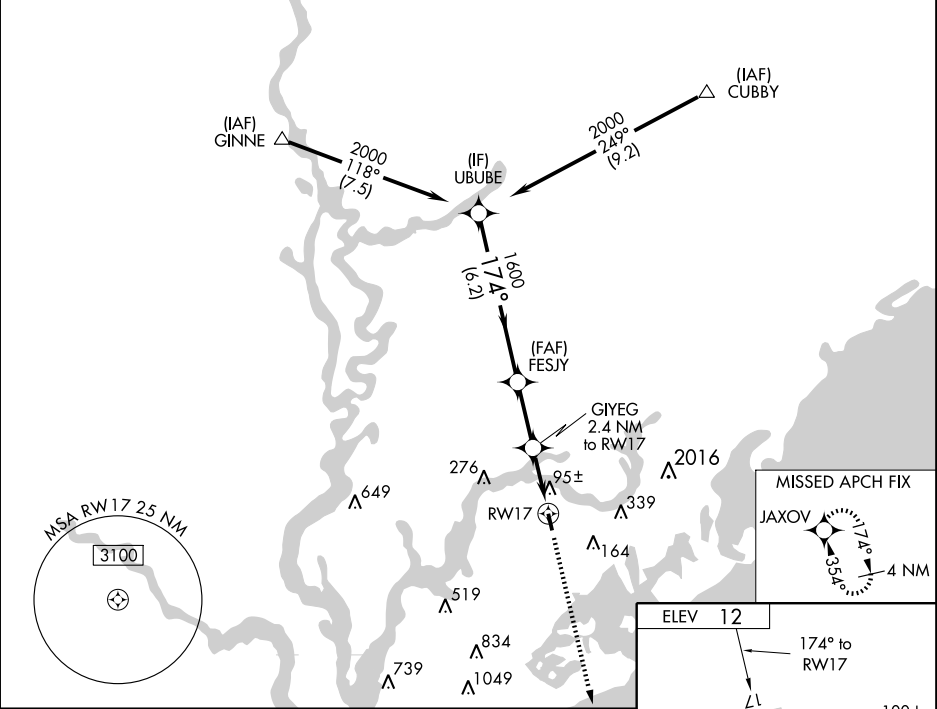 (IAF)
CUBBY
(IAF)
GINNE
2000
118°
(7.5)
2000
249°
(9.2)
(IF)
UBUBE
1600
174°
(6.2)
(FAF)
FESJY
GIYEG
2.4 NM
to RW17
276
95±
2016
649
339
RW17
164
MISSED APCH FIX
JAXOV
174°
354°
4 NM
MSA RW17 25 NM
3100
519
834
739
1049
ELEV 12
174° to
RW17
17